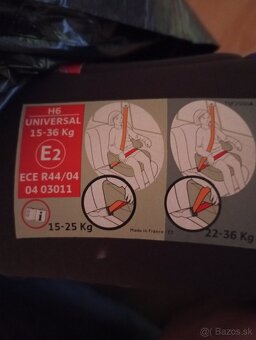 H6
UNIVERSAL
15-36 Kg
E2
ECE R44/04
04 03011
i
15-25 Kg
Made in France
22-36 Kg
bazos.sk